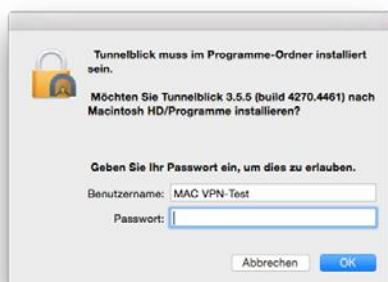 Tunnelblick muss im Programme-Ordner installiert
sein.
Möchten Sie Tunnelblick 3.5.5 (build 4270.4461) nach
Macintosh HD/Programme installieren?
Geben Sie Ihr Passwort ein, um dies zu erlauben.
Benutzername: MAC VPN-Test
Passwort:
Abbrechen OK